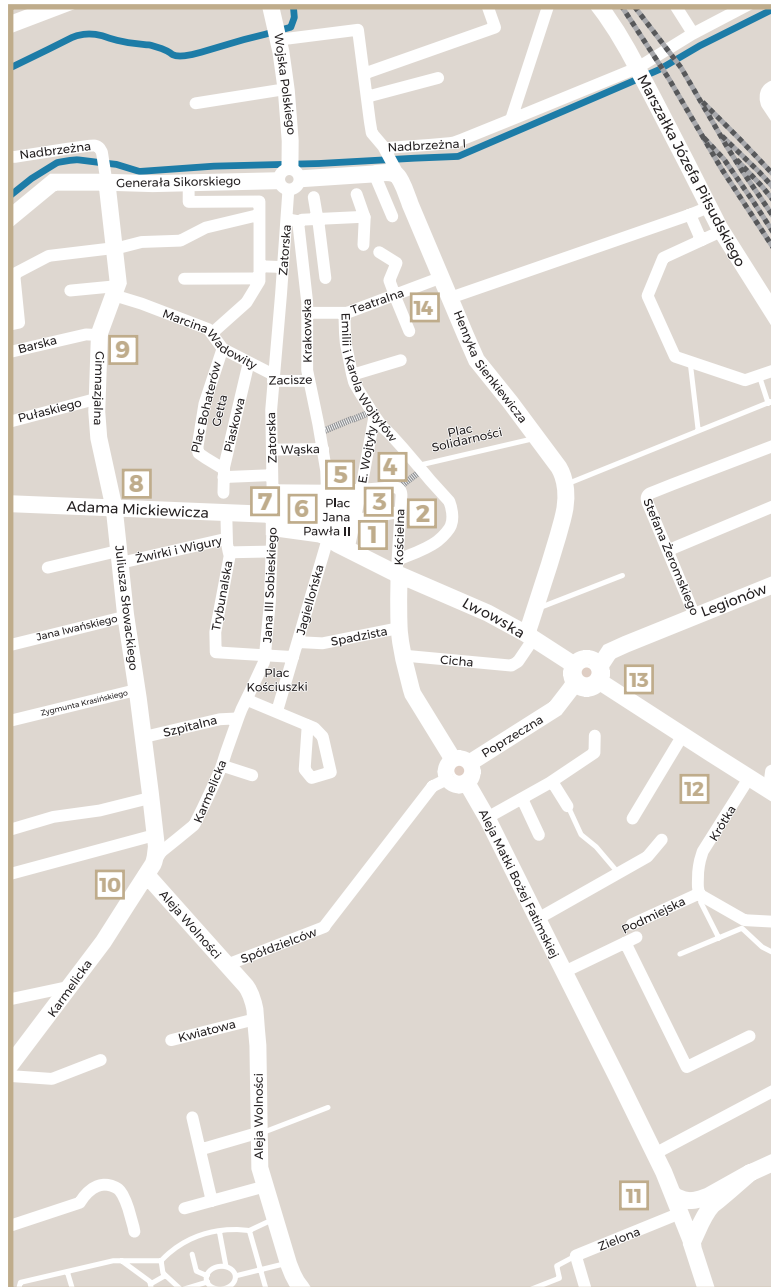 Wojska Polskiego
Marszałka Józefa Piłsudskiego
Nadbrzeżna
Nadbrzeżna I
Generała Sikorskiego
Zatorska
Teatralna
14
Marcina Wadowity
Krakowska
Emilii i Karola Wojtyłów
Henryka Sienkiewicza
Barska
9
Gimnazjalna
Zacisze
Pułaskiego
Plac Bohaterów
Getta
Piaskowa
Zatorska
Wąska
E. Wojtyły
Plac
Solidarności
8
5
4
Adama Mickiewicza
7
6
Plac
Jana
Pawła II
3
1
2
Kościelna
Stefana Żeromskiego
Żwirki i Wigury
Juliusza Słowackiego
Trybunalska
Jana III Sobieskiego
Jagiellońska
Lwowska
Legionów
Jana Iwańskiego
Spadzista
Cicha
Plac
Kościuszki
13
Zygmunta Krasińskiego
Szpitalna
Poprzeczna
Karmelicka
12
Krótka
Aleja Matki Bożej Fatimskiej
10
Aleja Wolności
Spółdzielców
Podmiejska
Karmelicka
Kwiatowa
Aleja Wolności
11
Zielona